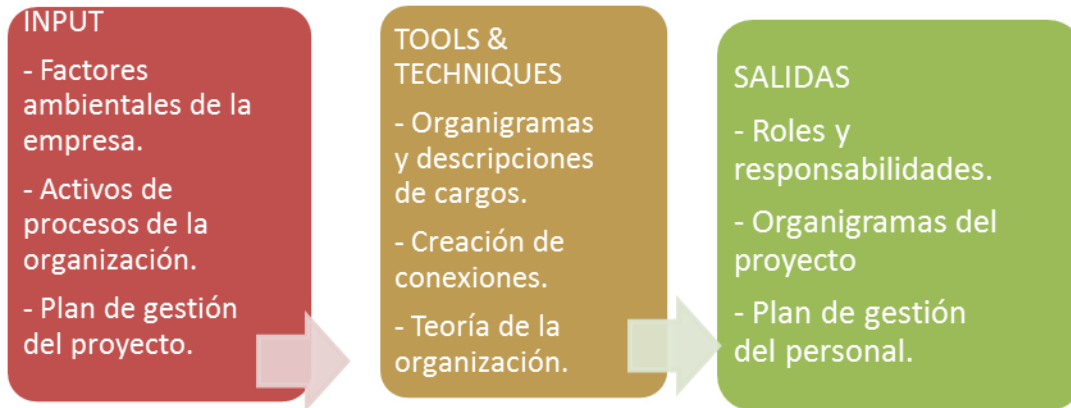 INPUT
- Factores
ambientales de la
empresa.
- Activos de
procesos de la
organización.
- Plan de gestión
del proyecto.
TOOLS &
TECHNIQUES
- Organigramas
y descripciones
de cargos.
- Creación de
conexiones.
- Teoría de la
organización.
SALIDAS
- Roles y
responsabilidades.
- Organigramas del
proyecto
- Plan de gestión
del personal.